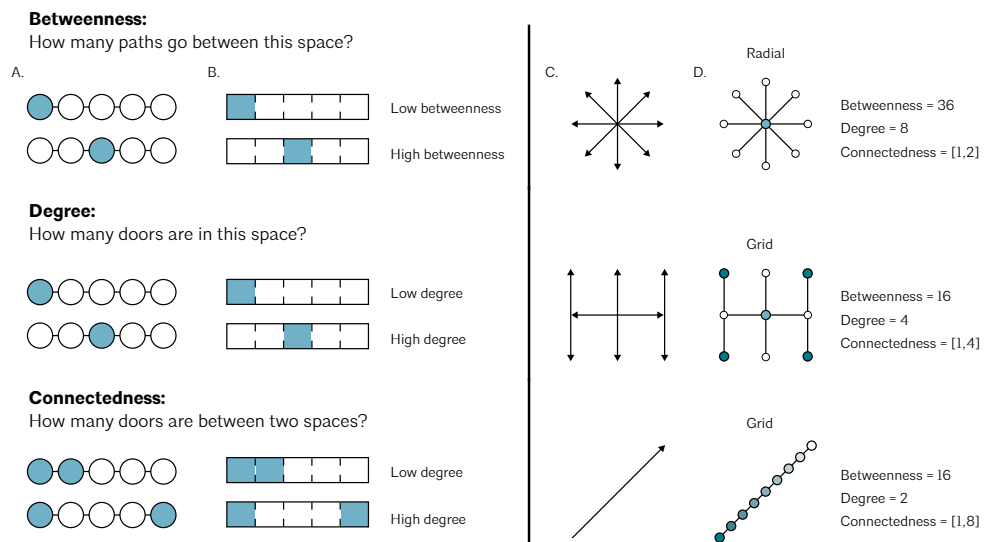 Betweenness:
How many paths go between this space?
A.
B.
Low betweenness
High betweenness
Degree:
How many doors are in this space?
Low degree
High degree
Connectedness:
How many doors are between two spaces?
Low degree
High degree
C.
D.
Radial
Betweenness = 36
Degree = 8
Connectedness = [1,2]
Grid
Betweenness = 16
Degree = 4
Connectedness = [1,4]
Grid
Betweenness = 16
Degree = 2
Connectedness = [1,8]